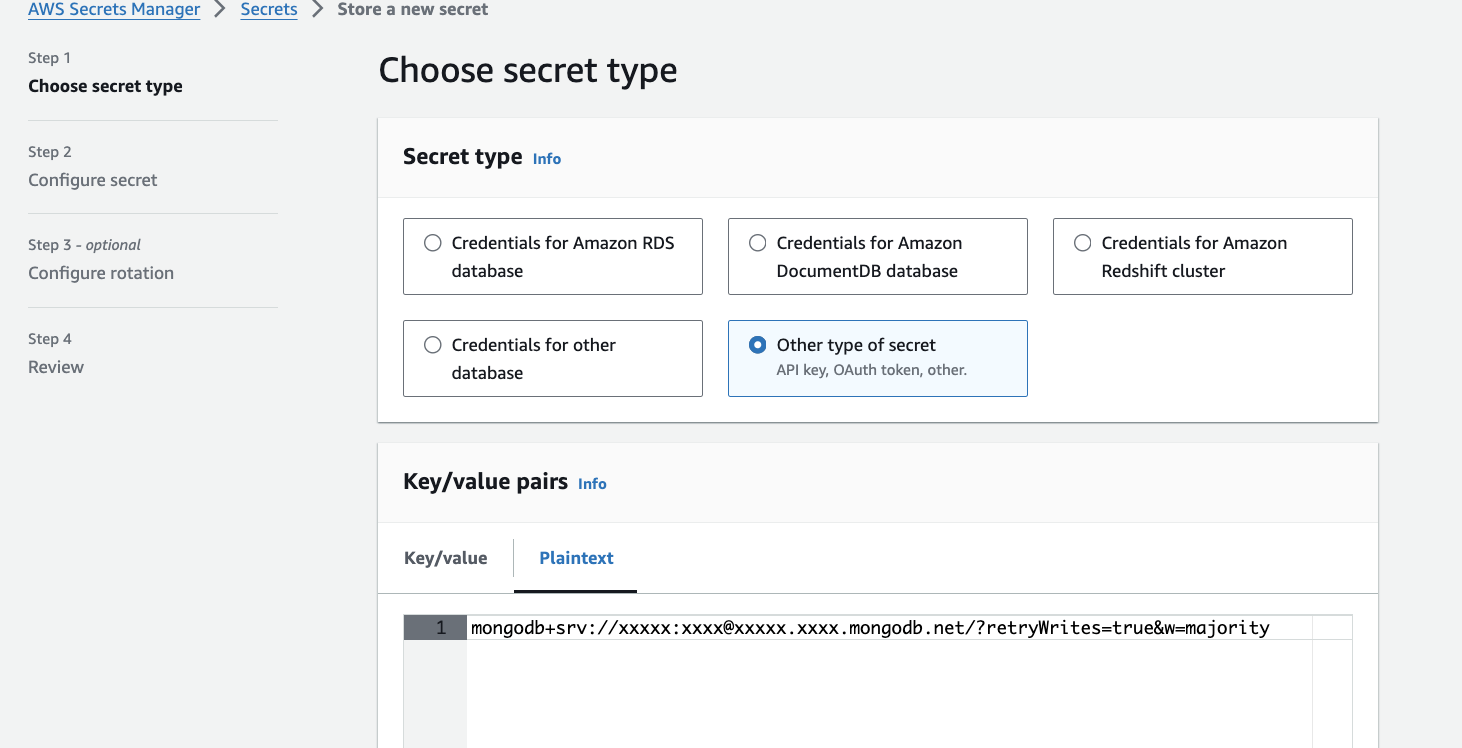 AWS Secrets Manager > Secrets > Store a new secret
Step 1
Choose secret type
Step 2
Configure secret
Step 3 - optional
Configure rotation
Step 4
Review
Choose secret type
Secret type Info
Credentials for Amazon RDS
database
Credentials for Amazon
DocumentDB database
Credentials for Amazon
Redshift cluster
Credentials for other
database
Other type of secret
API key, OAuth token, other.
Key/value pairs Info
Key/value Plaintext
1 mongodb+srv://xxxxx:xxxx@xxxxx.xxxx.mongodb.net/?retryWrites=true&w=majority